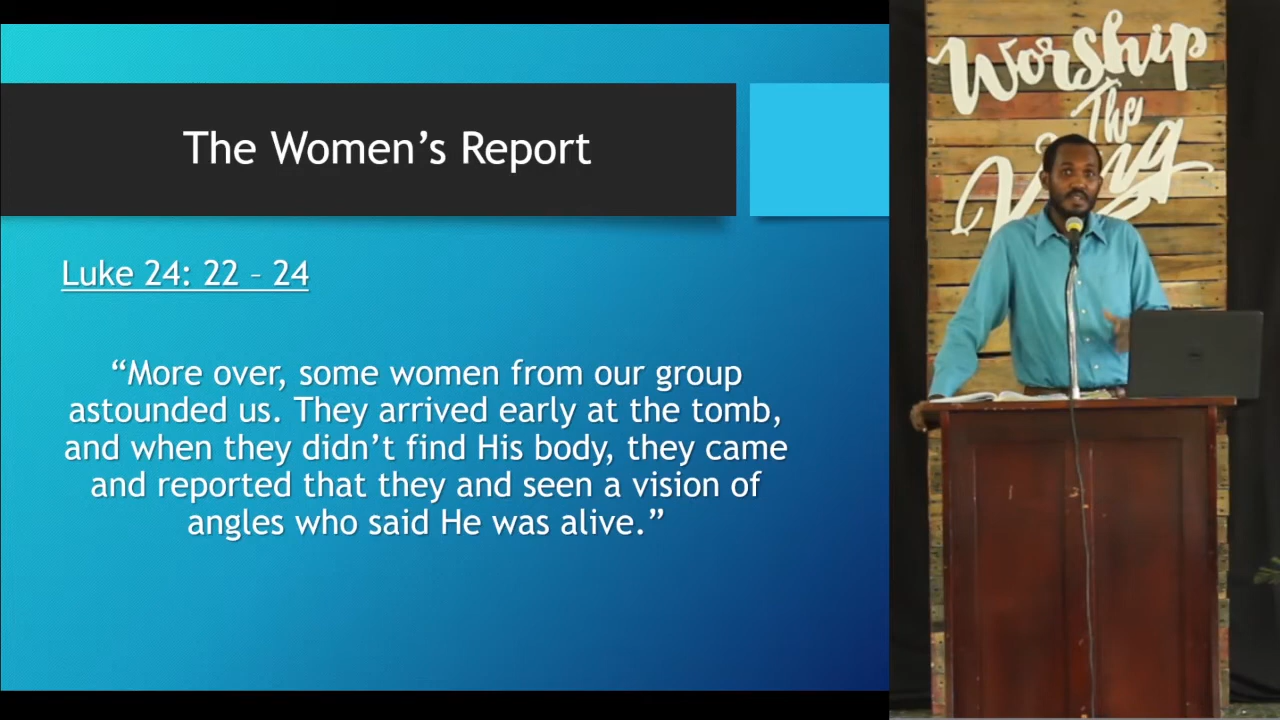 The Women’s Report
Luke 24: 22 – 24
“More over, some women from our group
astounded us. They arrived early at the tomb,
and when they didn’t find His body, they came
and reported that they and seen a vision of
angles who said He was alive.”
Worship
The
King